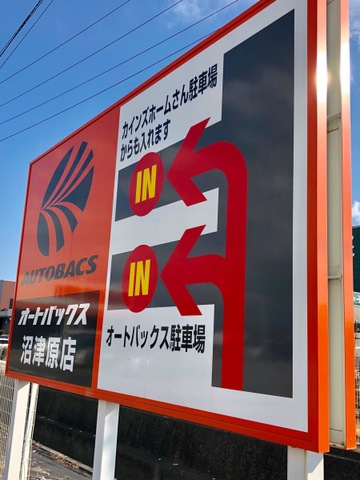 カインズホームさん駐車場
からも入れます
IN
IN
オートバックス駐車場
AUTOBACS
オートバックス
沼津原店